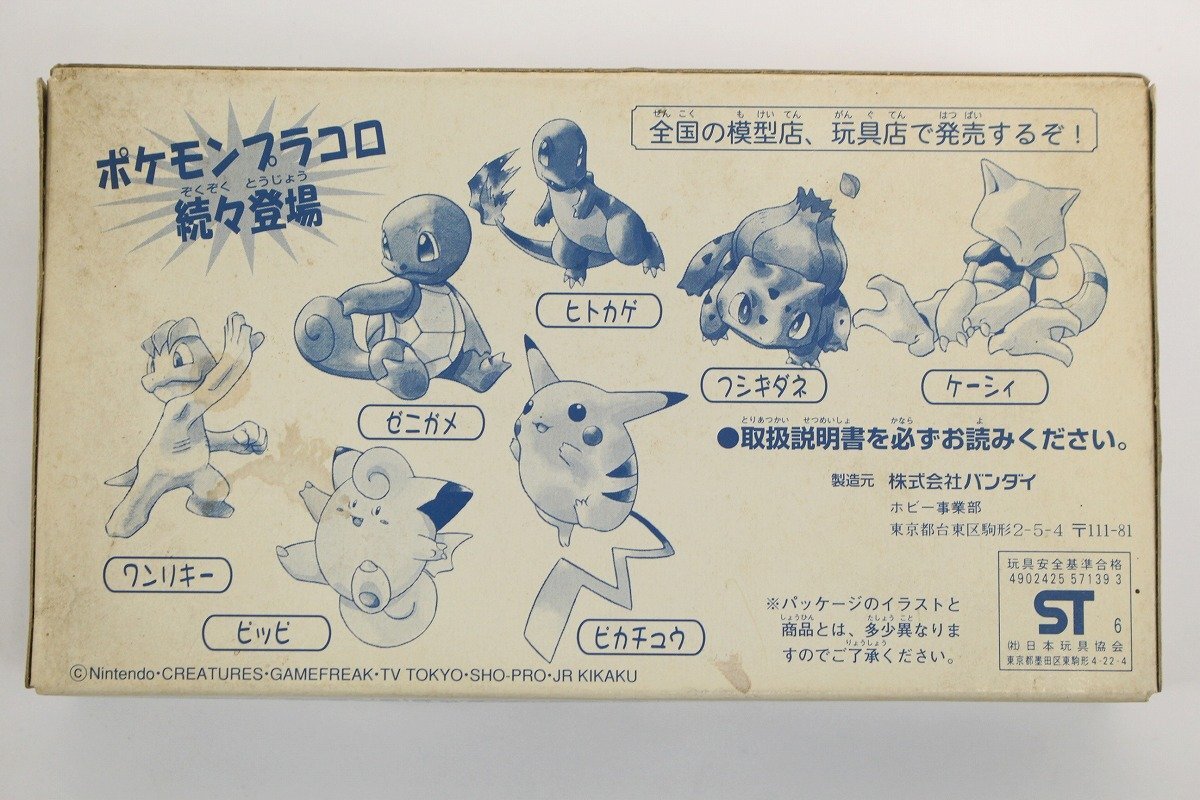 ポケモンプラコロ
ぞくぞく とうじょう
続々登場
ぜんこく もけいてん がんぐてん はつばい
全国の模型店、玩具店で発売するぞ！
ヒトカゲ
フシギダネ
ケーシィ
ゼニガメ
ワンリキー
ピッピ
ピカチュウ
とりあつかい せつめいしょ かなら よ
●取扱説明書を必ずお読みください。
製造元 株式会社バンダイ
ホビー事業部
東京都台東区駒形2-5-4 〒111-81
※パッケージのイラストと
しょうひん たしょうこと
商品とは、多少異なりま
りょうしょう
すのでご了承ください。
玩具安全基準合格
4902425 57139 3
ST 6
㈳日本玩具協会
東京都墨田区東駒形4-22-4
©Nintendo・CREATURES・GAMEFREAK・TV TOKYO・SHO-PRO・JR KIKAKU